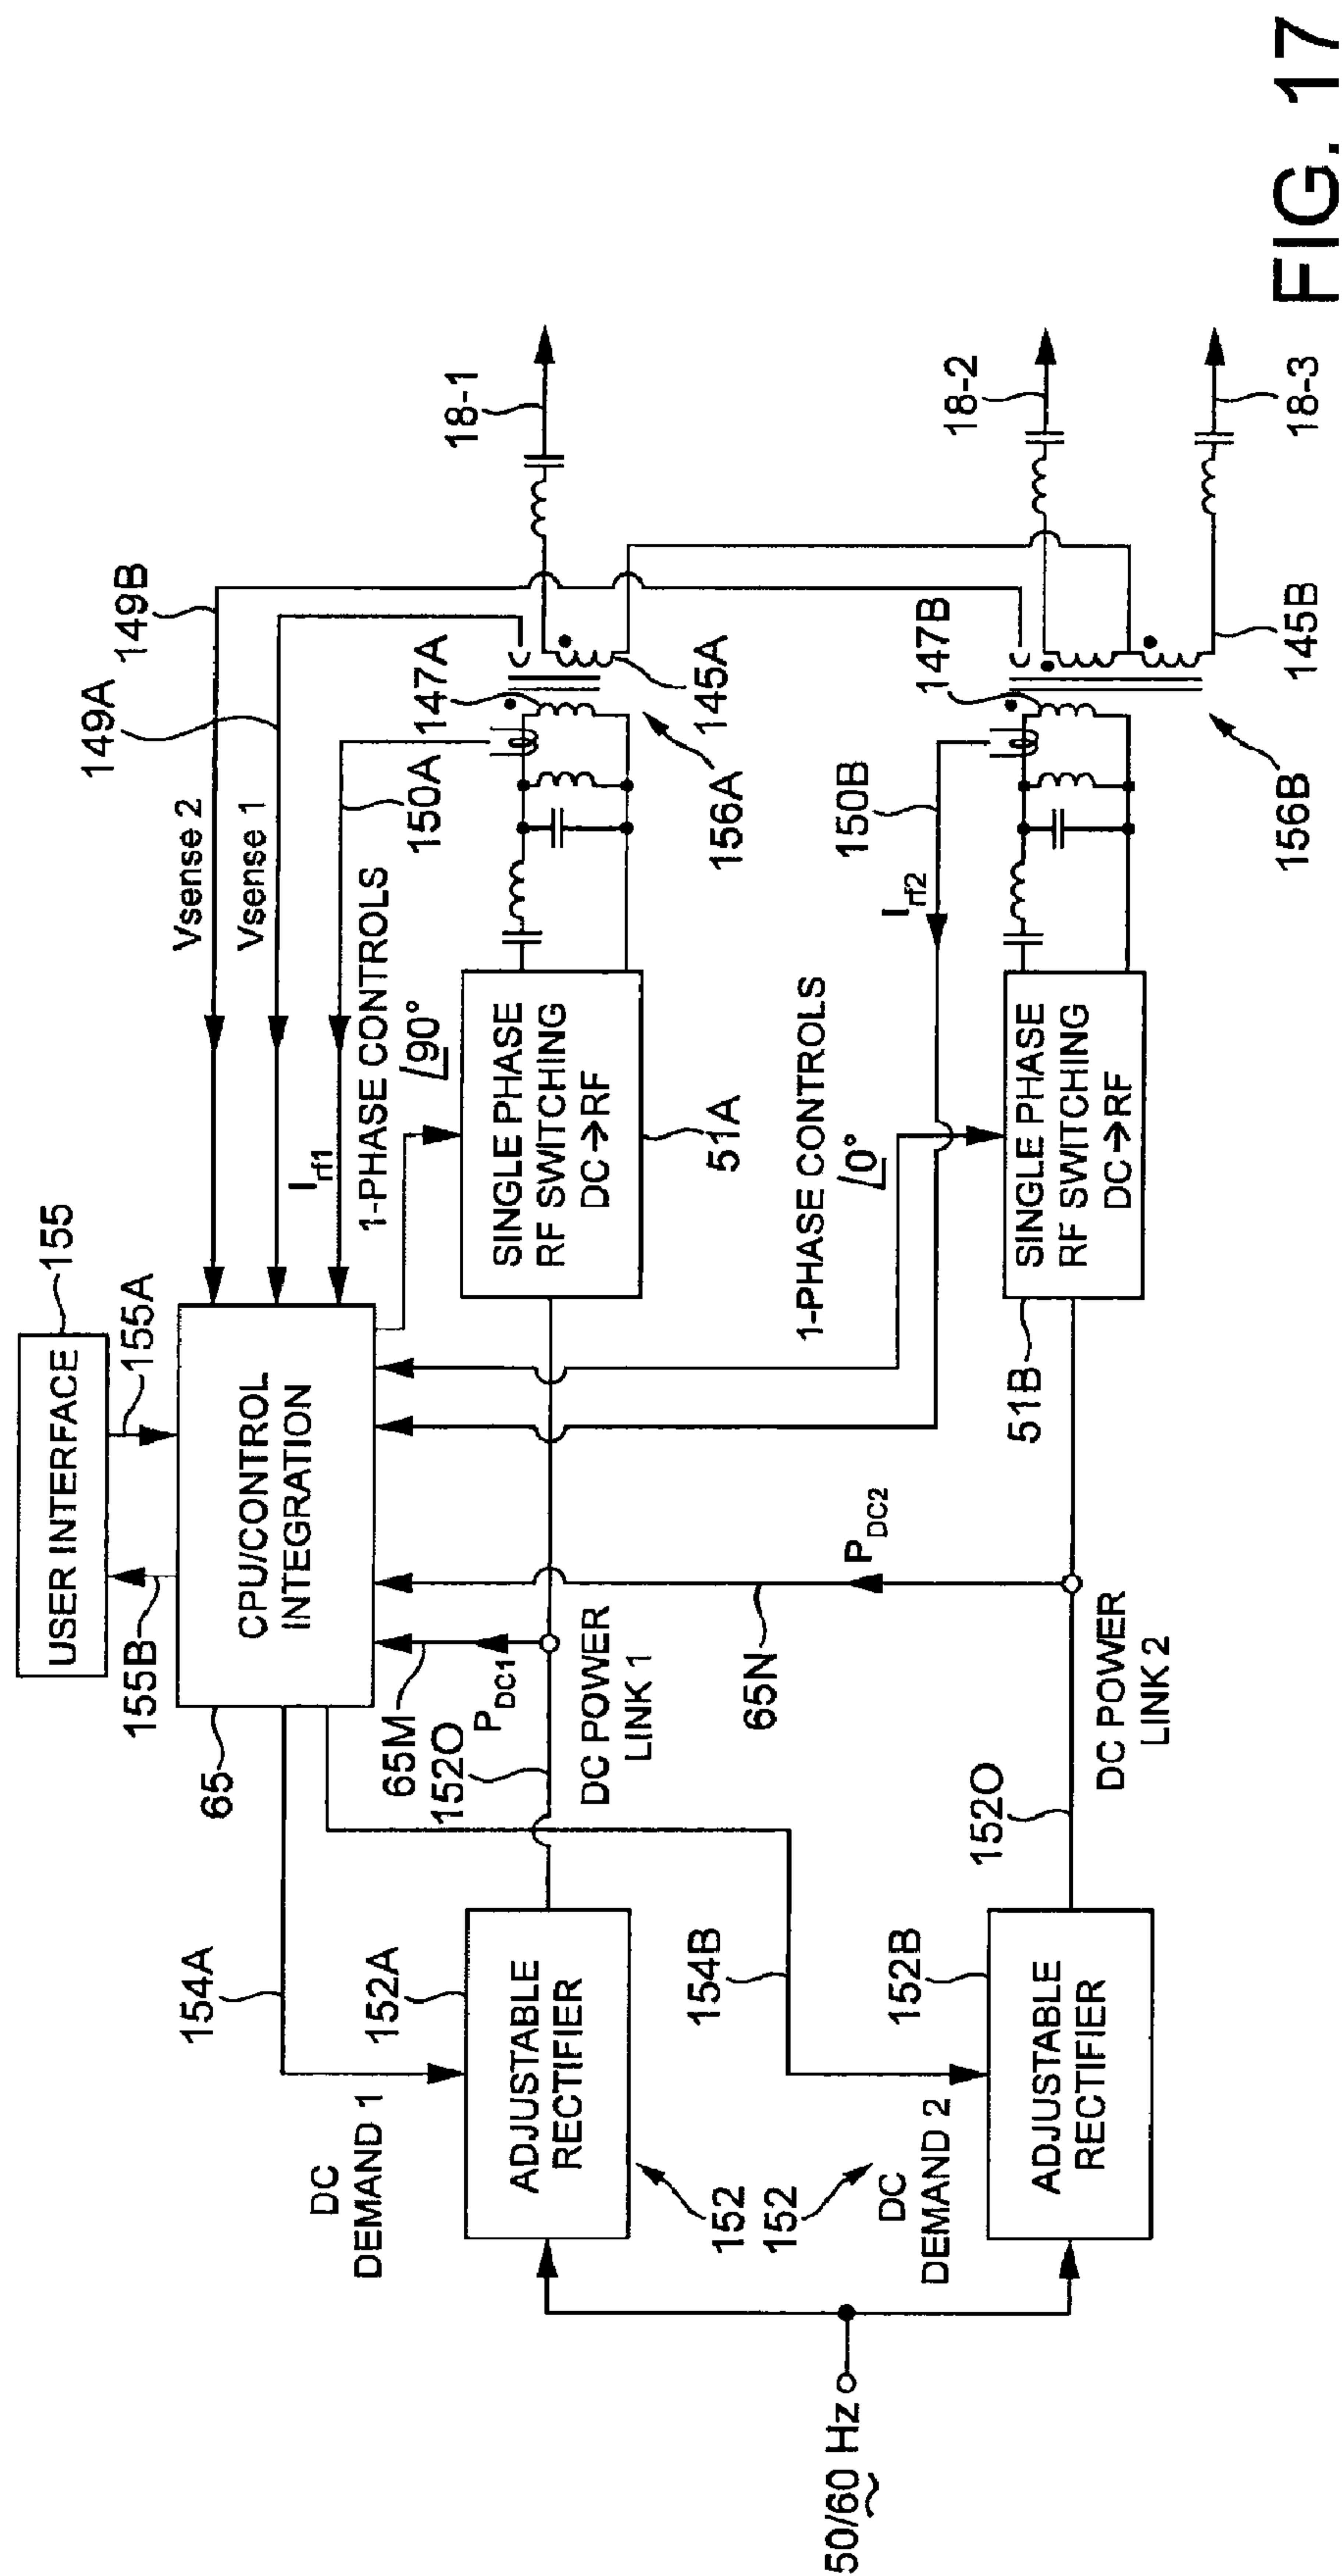 USER INTERFACE
155
155B
155A
65
CPU/CONTROL
INTEGRATION
149A
149B
Vsense 2
Vsense 1
I rf1
150A
1-PHASE CONTROLS
/90°
147A
18-1
154A
DC
DEMAND 1
152A
ADJUSTABLE
RECTIFIER
152
65M
152O
P DC1
DC POWER
LINK 1
SINGLE PHASE
RF SWITCHING
DC→RF
51A
156A
145A
154B
65N
P DC2
1-PHASE CONTROLS
/0°
I rf2
150B
147B
18-2
50/60 Hz
152
DC
DEMAND 2
152B
ADJUSTABLE
RECTIFIER
152O
DC POWER
LINK 2
51B
SINGLE PHASE
RF SWITCHING
DC→RF
156B
145B
18-3
FIG. 17